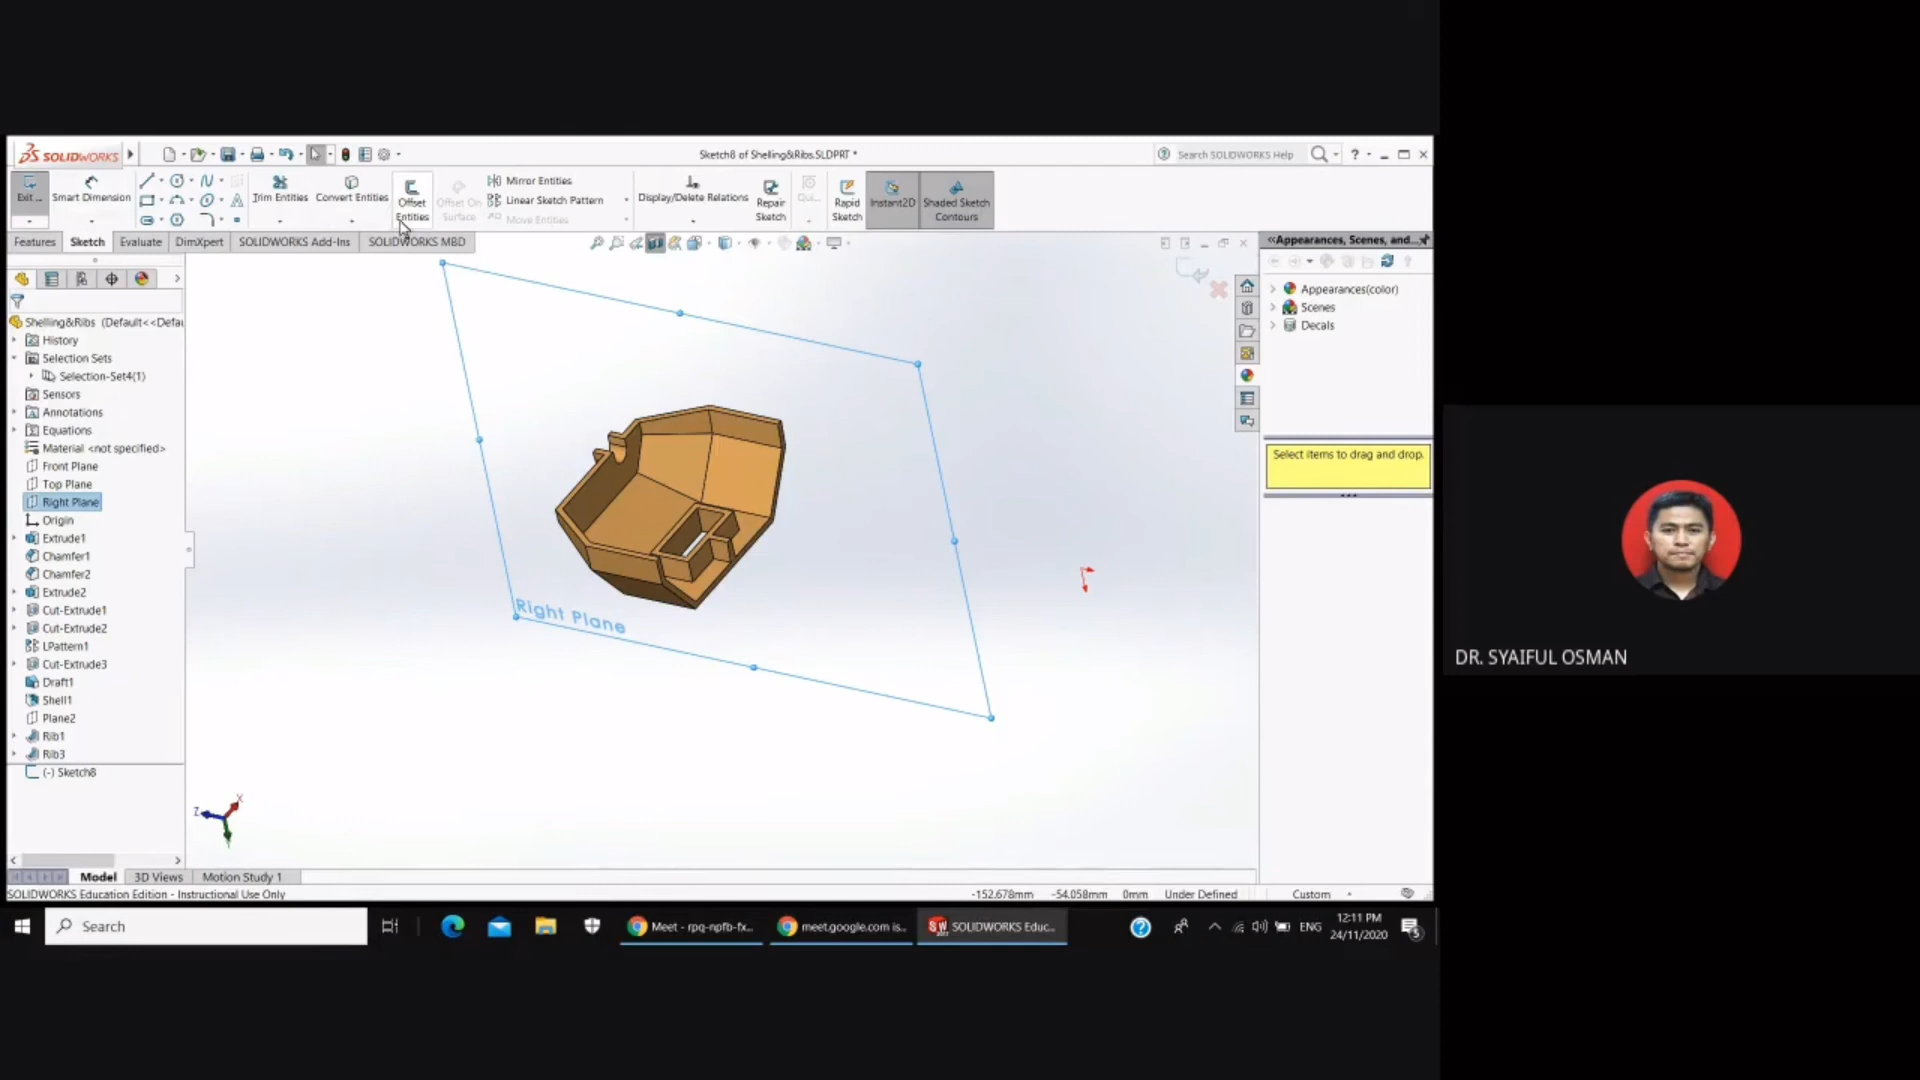 SOLIDWORKS
Sketch8 of Shelling&Ribs.SLDPRT *
Search SOLIDWORKS Help
?
Exit...
Smart Dimension
Trim Entities
Convert Entities
Offset Entities
Offset On Surface
Mirror Entities
Linear Sketch Pattern
Move Entities
Display/Delete Relations
Repair Sketch
Qui...
Rapid Sketch
Instant2D
Shaded Sketch Contours
Features
Sketch
Evaluate
DimXpert
SOLIDWORKS Add-Ins
SOLIDWORKS MBD
«Appearances, Scenes, and...
Appearances(color)
Scenes
Decals
Select items to drag and drop.
Shelling&Ribs (Default<<Defau
History
Selection Sets
Selection-Set4(1)
Sensors
Annotations
Equations
Material <not specified>
Front Plane
Top Plane
Right Plane
Origin
Extrude1
Chamfer1
Chamfer2
Extrude2
Cut-Extrude1
Cut-Extrude2
LPattern1
Cut-Extrude3
Draft1
Shell1
Plane2
Rib1
Rib3
(-) Sketch8
Right Plane
Z
X
Model
3D Views
Motion Study 1
SOLIDWORKS Education Edition - Instructional Use Only
-152.678mm
-54.058mm
0mm
Under Defined
Custom
Search
Meet - rpq-npfb-fx...
meet.google.com is...
SOLIDWORKS Educ...
ENG
12:11 PM
24/11/2020
5
DR. SYAIFUL OSMAN